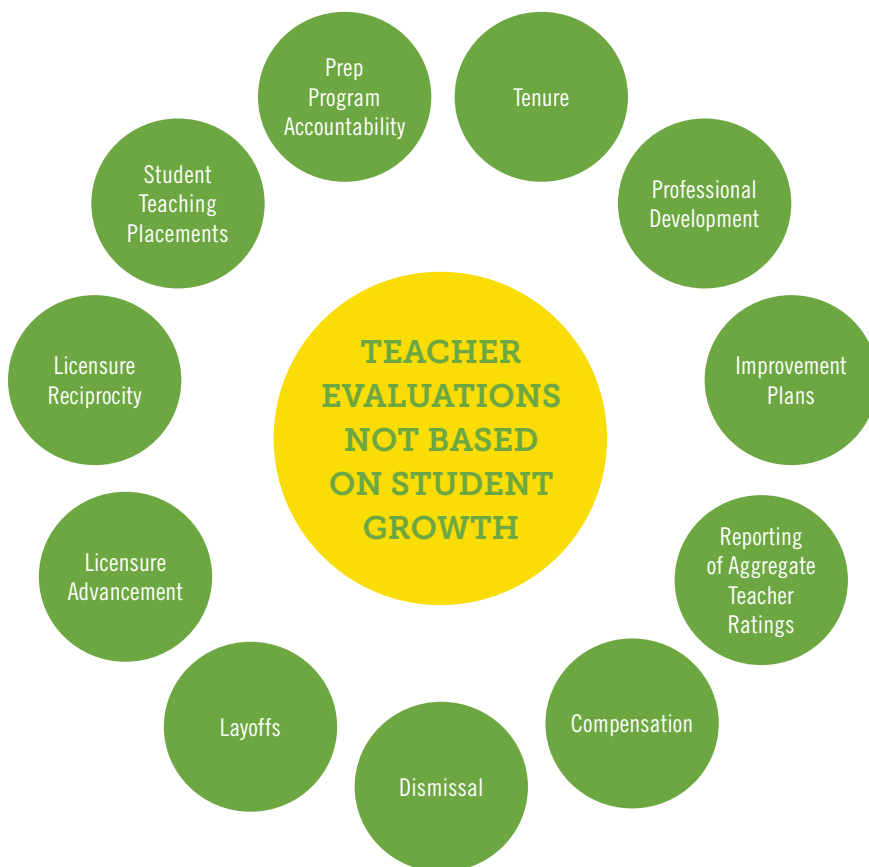 Prep
Program
Accountability
Tenure
Professional
Development
Improvement
Plans
Reporting
of Aggregate
Teacher
Ratings
Compensation
Dismissal
Layoffs
Licensure
Advancement
Licensure
Reciprocity
Student
Teaching
Placements
TEACHER
EVALUATIONS
NOT BASED
ON STUDENT
GROWTH